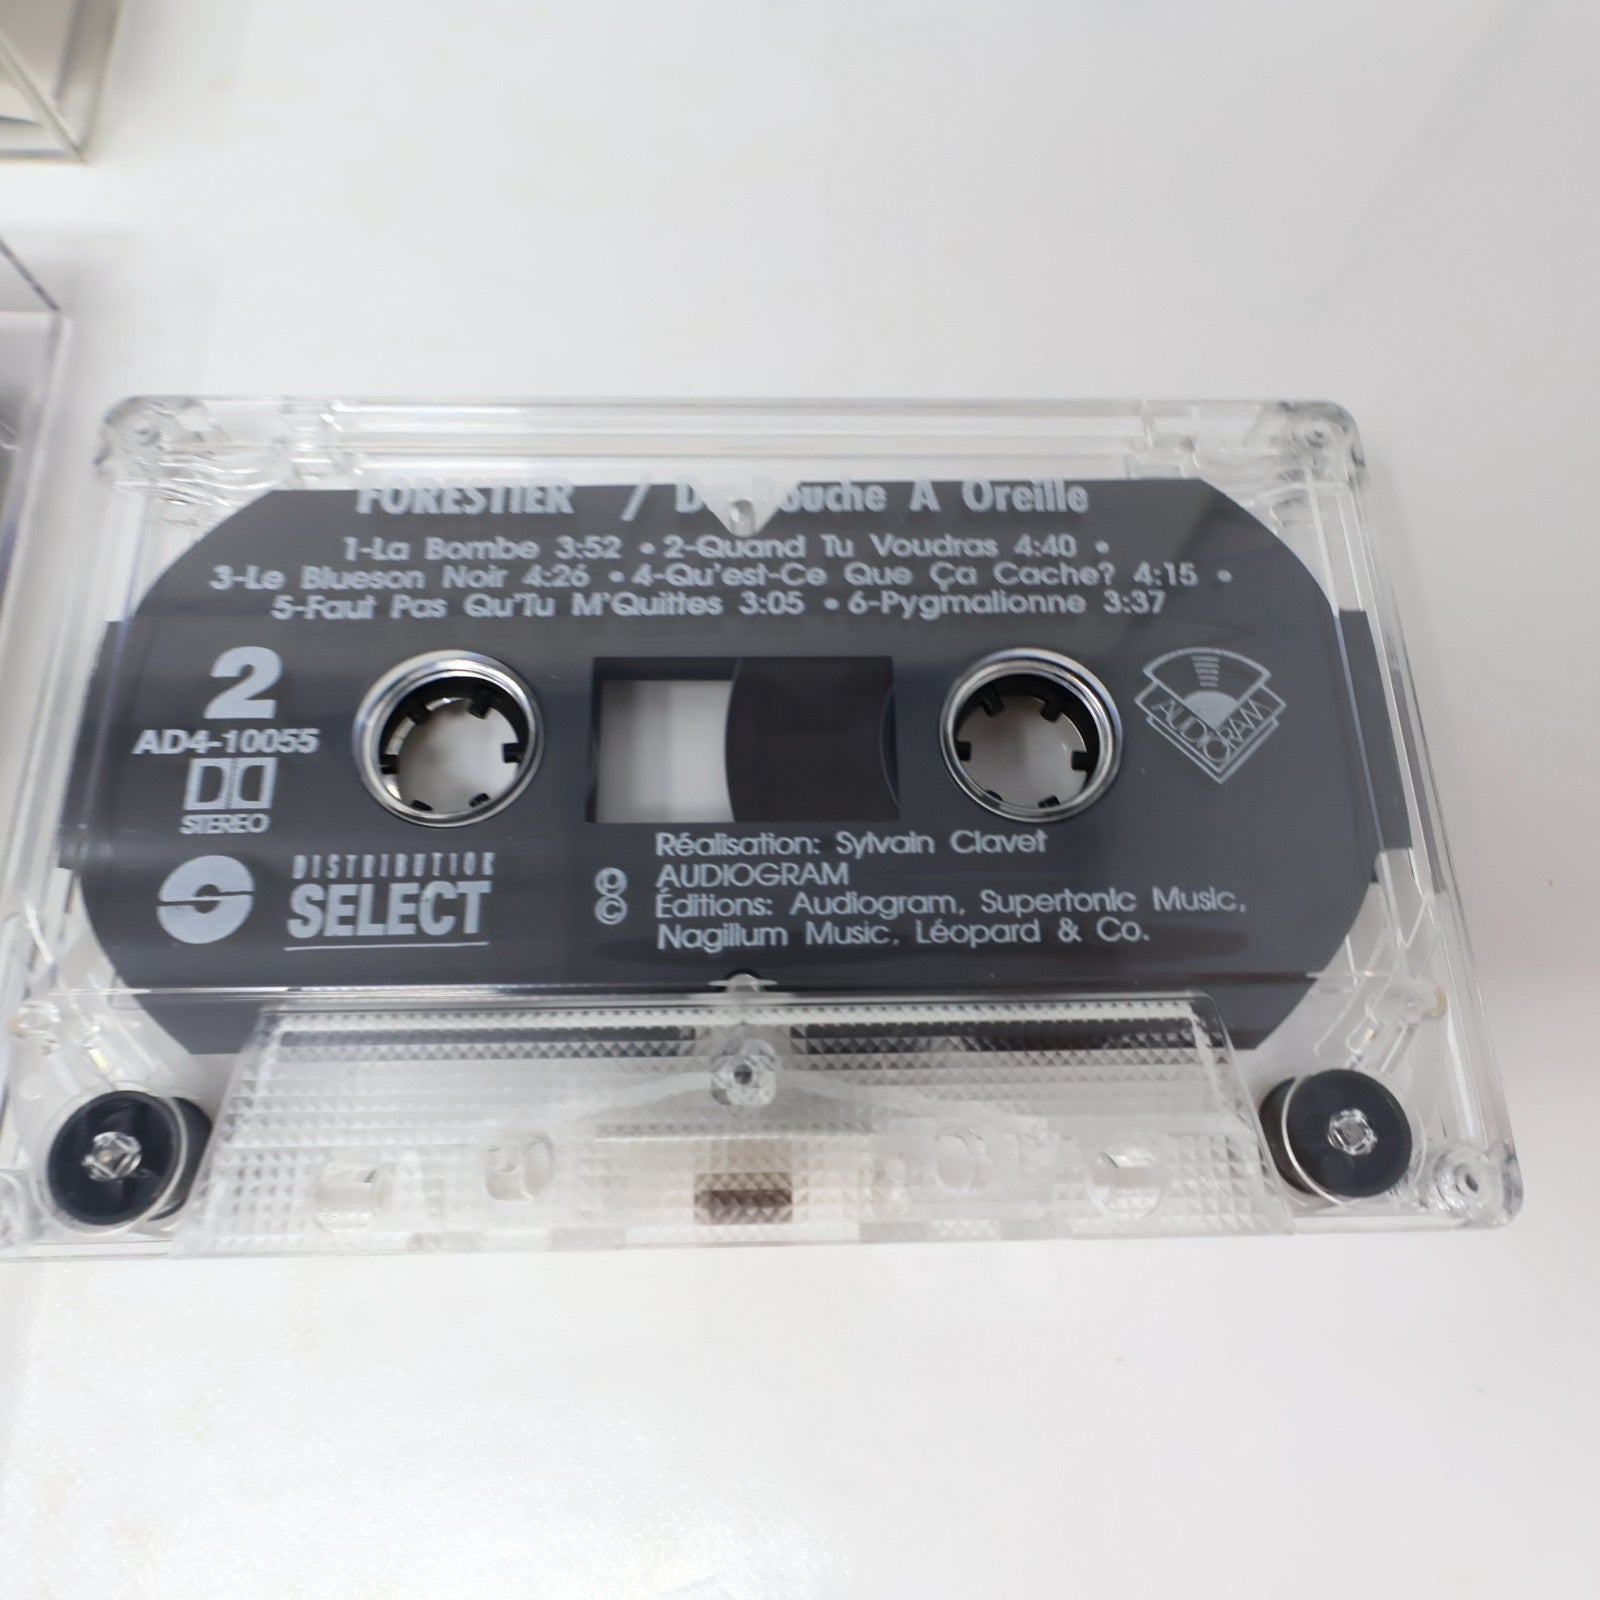 FORESTIER / De Bouche A Oreille
1-La Bombe 3:52 • 2-Quand Tu Voudras 4:40 •
3-Le Blueson Noir 4:26 • 4-Qu'est-Ce Que Ça Cache? 4:15 •
5-Faut Pas Qu'Tu M'Quittes 3:05 • 6-Pygmalionne 3:37
2
AD4-10055
STEREO
DISTRIBUTION
SELECT
AUDIOGRAM
Réalisation: Sylvain Clavet
Ⓟ AUDIOGRAM
© Éditions: Audiogram, Supertonic Music,
Nagillum Music, Léopard & Co.